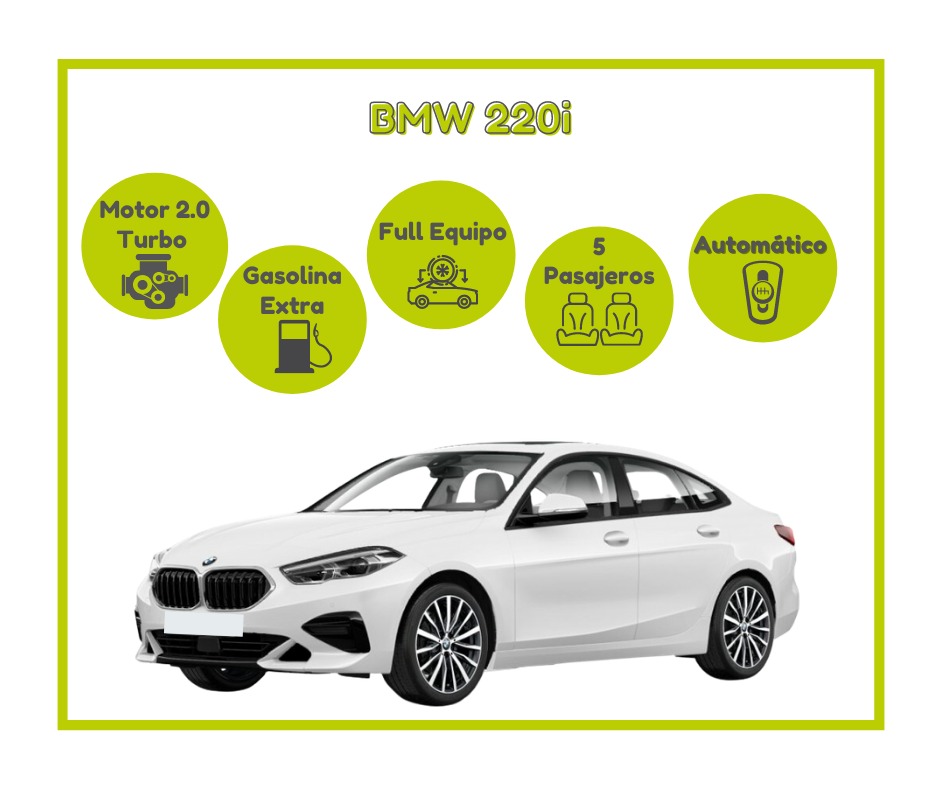 BMW 220i
Motor 2.0
Turbo
Gasolina
Extra
Full Equipo
5
Pasajeros
Automático